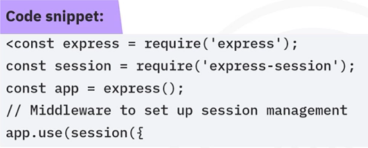 Code snippet:
<const express = require('express');
const session = require('express-session');
const app = express();
// Middleware to set up session management
app.use(session({